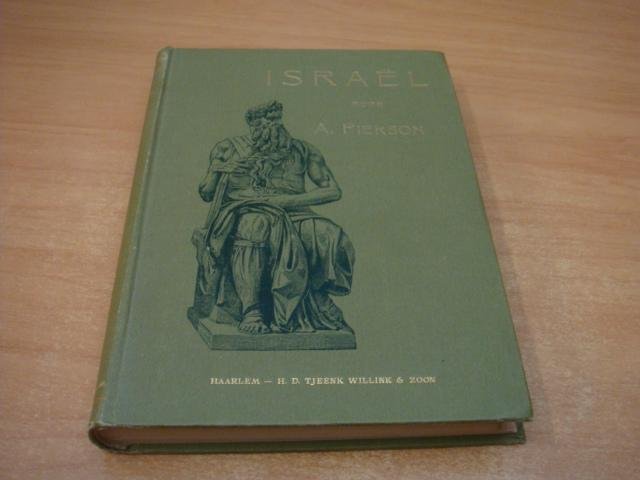 ISRAËL
DOOR
A. PIERSON
HAARLEM — H. D. TJEENK WILLINK & ZOON